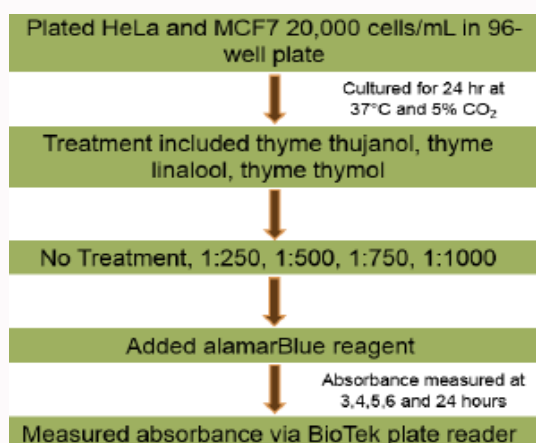 Plated HeLa and MCF7 20,000 cells/mL in 96-
well plate
Cultured for 24 hr at
37°C and 5% CO₂
Treatment included thyme thujanol, thyme
linalool, thyme thymol
No Treatment, 1:250, 1:500, 1:750, 1:1000
Added alamarBlue reagent
Absorbance measured at
3,4,5,6 and 24 hours
Measured absorbance via BioTek plate reader